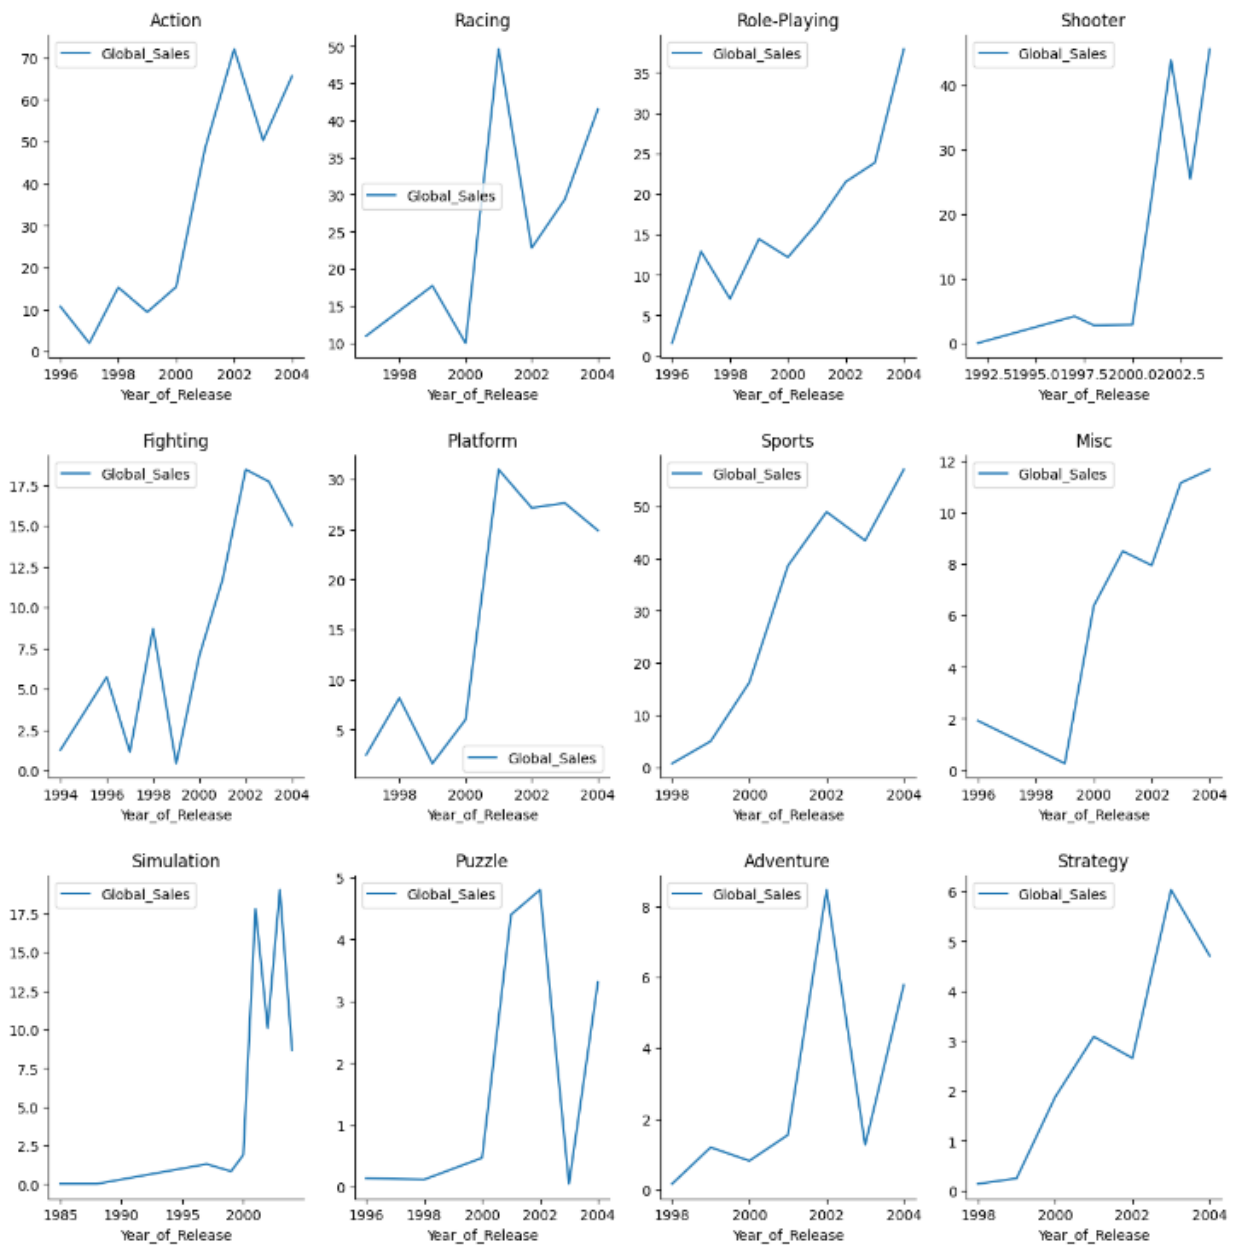 Action
Global_Sales
70
60
50
40
30
20
10
0
1996 1998 2000 2002 2004
Year_of_Release
Racing
Global_Sales
50
45
40
35
30
25
20
15
10
1998 2000 2002 2004
Year_of_Release
Role-Playing
Global_Sales
35
30
25
20
15
10
5
0
1996 1998 2000 2002 2004
Year_of_Release
Shooter
Global_Sales
40
30
20
10
0
1992.51995.01997.52000.02002.5
Year_of_Release
Fighting
Global_Sales
17.5
15.0
12.5
10.0
7.5
5.0
2.5
0.0
1994 1996 1998 2000 2002 2004
Year_of_Release
Platform
30
25
20
15
10
5
Global_Sales
1998 2000 2002 2004
Year_of_Release
Sports
Global_Sales
50
40
30
20
10
0
1998 2000 2002 2004
Year_of_Release
Misc
Global_Sales
12
10
8
6
4
2
0
1996 1998 2000 2002 2004
Year_of_Release
Simulation
Global_Sales
17.5
15.0
12.5
10.0
7.5
5.0
2.5
0.0
1985 1990 1995 2000
Year_of_Release
Puzzle
Global_Sales
5
4
3
2
1
0
1996 1998 2000 2002 2004
Year_of_Release
Adventure
Global_Sales
8
6
4
2
0
1998 2000 2002 2004
Year_of_Release
Strategy
Global_Sales
6
5
4
3
2
1
0
1998 2000 2002 2004
Year_of_Release